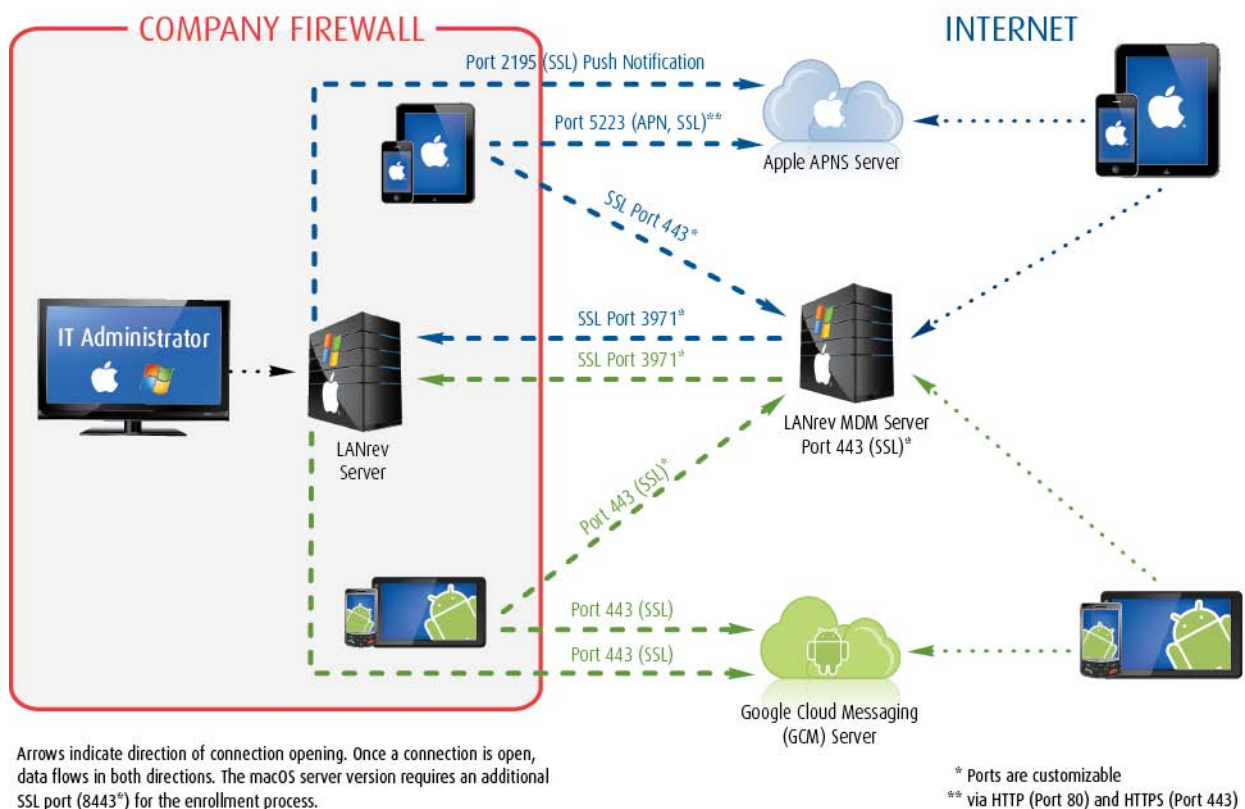 COMPANY FIREWALL
INTERNET
Port 2195 (SSL) Push Notification
Port 5223 (APN, SSL)**
Apple APNS Server
SSL Port 443*
IT Administrator
SSL Port 3971*
SSL Port 3971*
LANrev
Server
LANrev MDM Server
Port 443 (SSL)*
Port 443 (SSL)*
Port 443 (SSL)
Port 443 (SSL)
Google Cloud Messaging
(GCM) Server
Arrows indicate direction of connection opening. Once a connection is open,
data flows in both directions. The macOS server version requires an additional
SSL port (8443*) for the enrollment process.
* Ports are customizable
** via HTTP (Port 80) and HTTPS (Port 443)